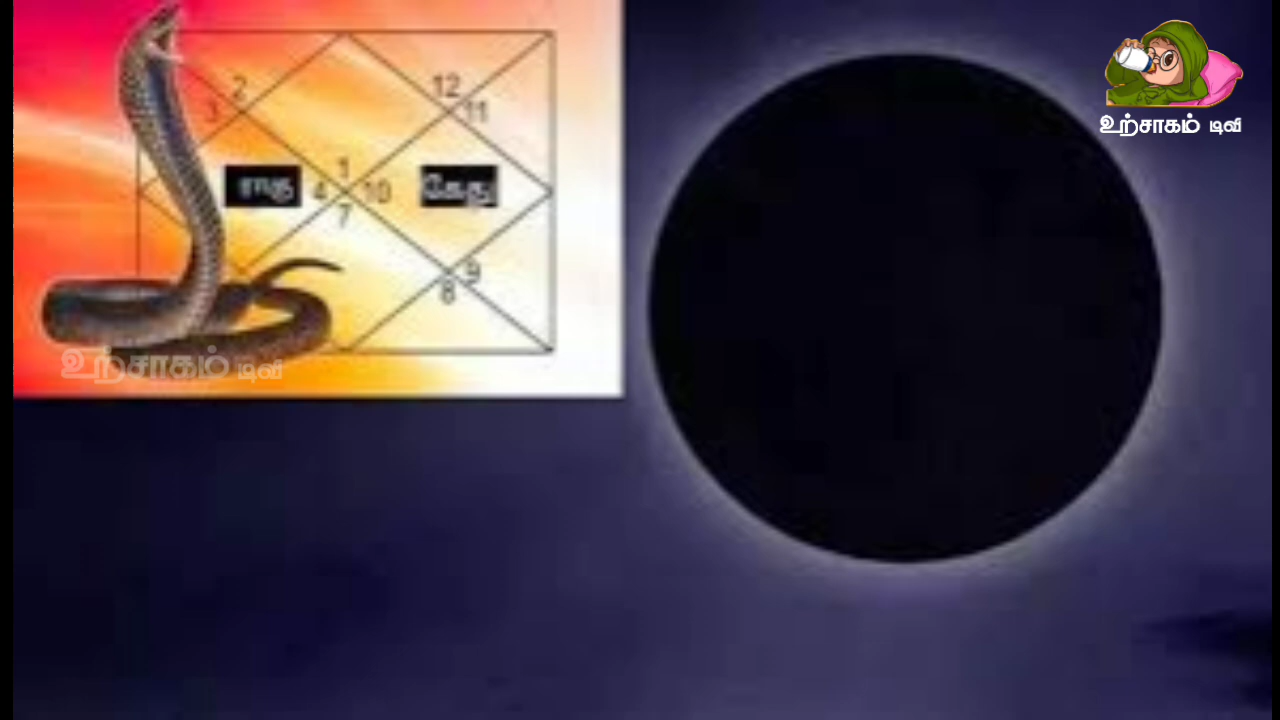 2
3
12
11
ராகு
4
1
10
7
கேது
9
8
உற்சாகம் டிவி
உற்சாகம் டிவி